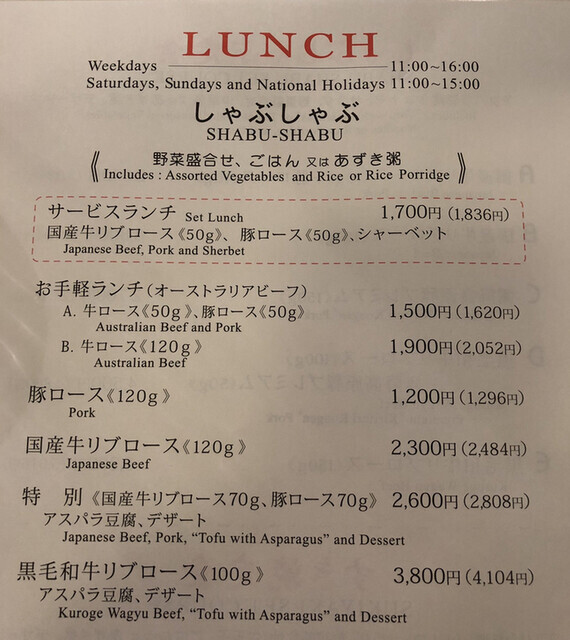 LUNCH
Weekdays 11:00~16:00
Saturdays, Sundays and National Holidays 11:00~15:00
しゃぶしゃぶ
SHABU-SHABU
野菜盛合せ、ごはん 又は あずき粥
Includes : Assorted Vegetables and Rice or Rice Porridge
サービスランチ Set Lunch 1,700円(1,836円)
国産牛リブロース《50g》、豚ロース《50g》、シャーベット
Japanese Beef, Pork and Sherbet
お手軽ランチ(オーストラリアビーフ)
A. 牛ロース《50g》、豚ロース《50g》 1,500円(1,620円)
Australian Beef and Pork
B. 牛ロース《120g》 1,900円(2,052円)
Australian Beef
豚ロース《120g》 1,200円(1,296円)
Pork
国産牛リブロース《120g》 2,300円(2,484円)
Japanese Beef
特 別《国産牛リブロース70g、豚ロース70g》 2,600円(2,808円)
アスパラ豆腐、デザート
Japanese Beef, Pork, “Tofu with Asparagus” and Dessert
黒毛和牛リブロース《100g》 3,800円(4,104円)
アスパラ豆腐、デザート
Kuroge Wagyu Beef, “Tofu with Asparagus” and Dessert